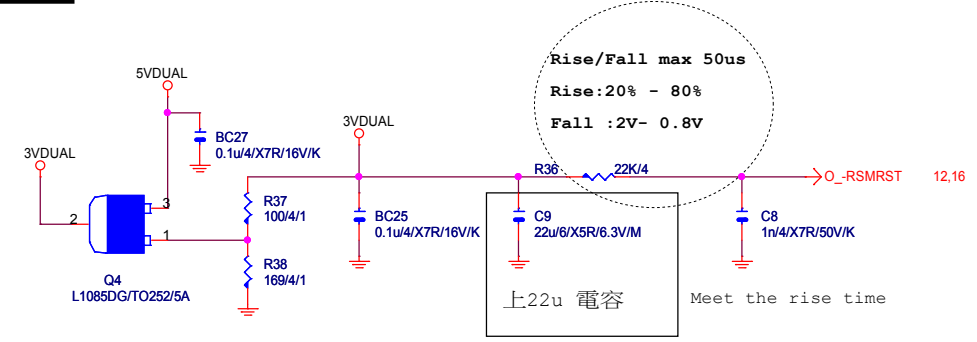 Rise/Fall max 50us
Rise:20% - 80%
Fall :2V- 0.8V
5VDUAL
3VDUAL
3VDUAL
BC27
0.1u/4/X7R/16V/K
R36
22K/4
O_-RSMRST 12,16
2
3
1
R37
100/4/1
BC25
0.1u/4/X7R/16V/K
C9
22u/6/X5R/6.3V/M
C8
1n/4/X7R/50V/K
Q4
L1085DG/TO252/5A
R38
169/4/1
上22u 電容
Meet the rise time